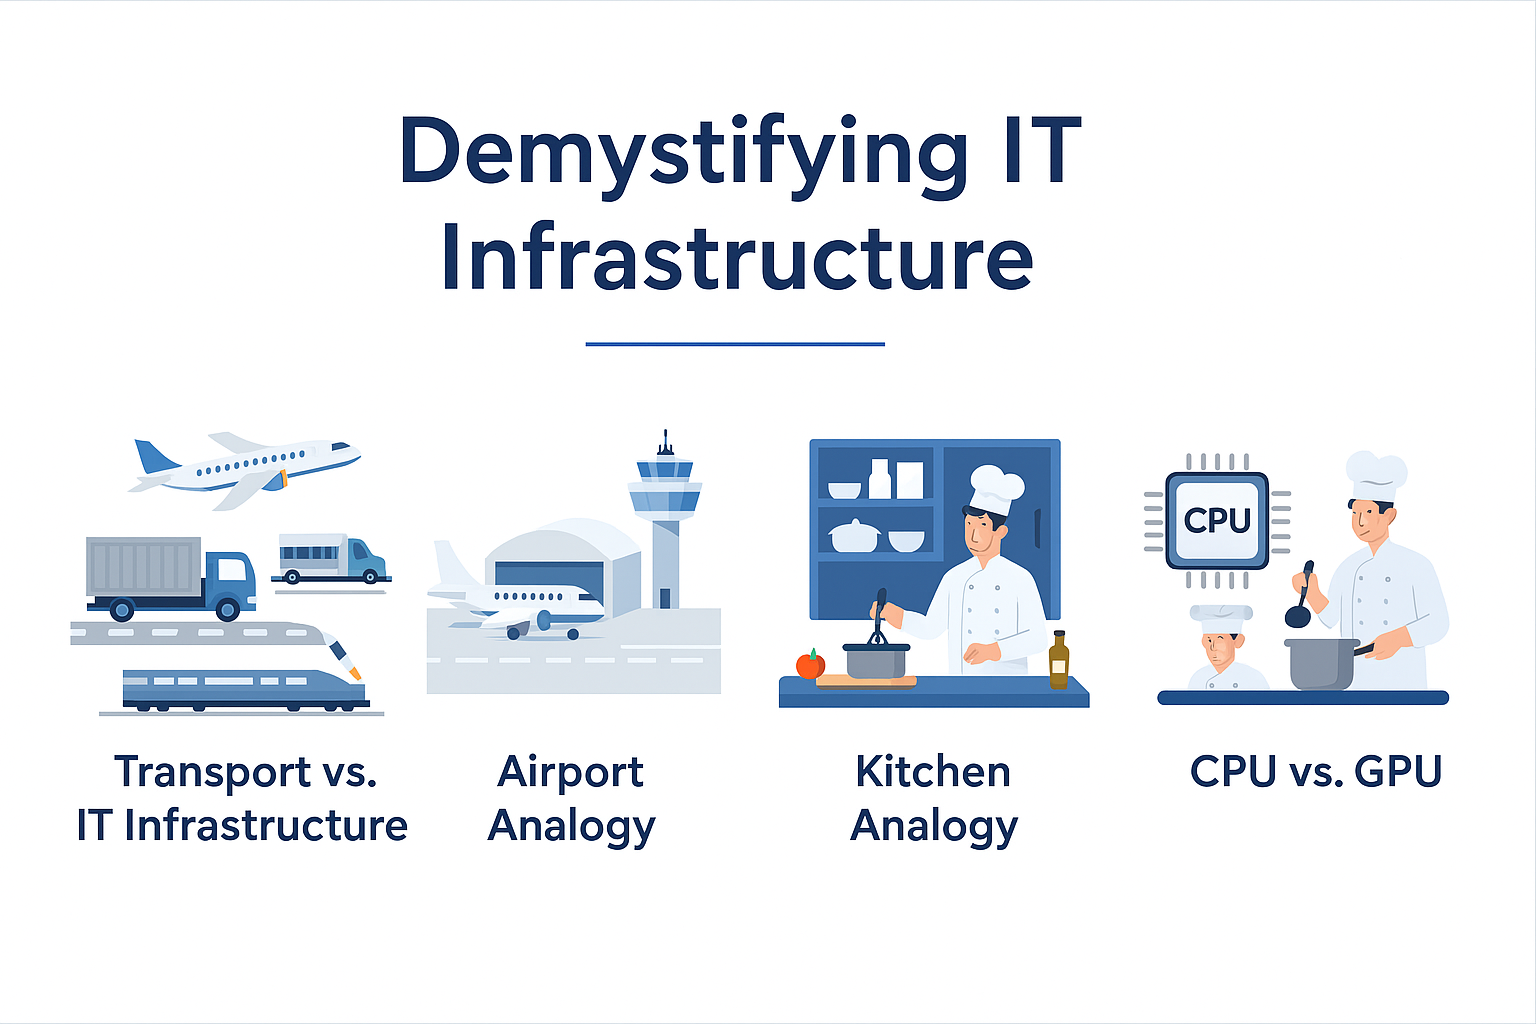 Demystifying IT
Infrastructure
CPU
Transport vs.
IT Infrastructure
Airport
Analogy
Kitchen
Analogy
CPU vs. GPU